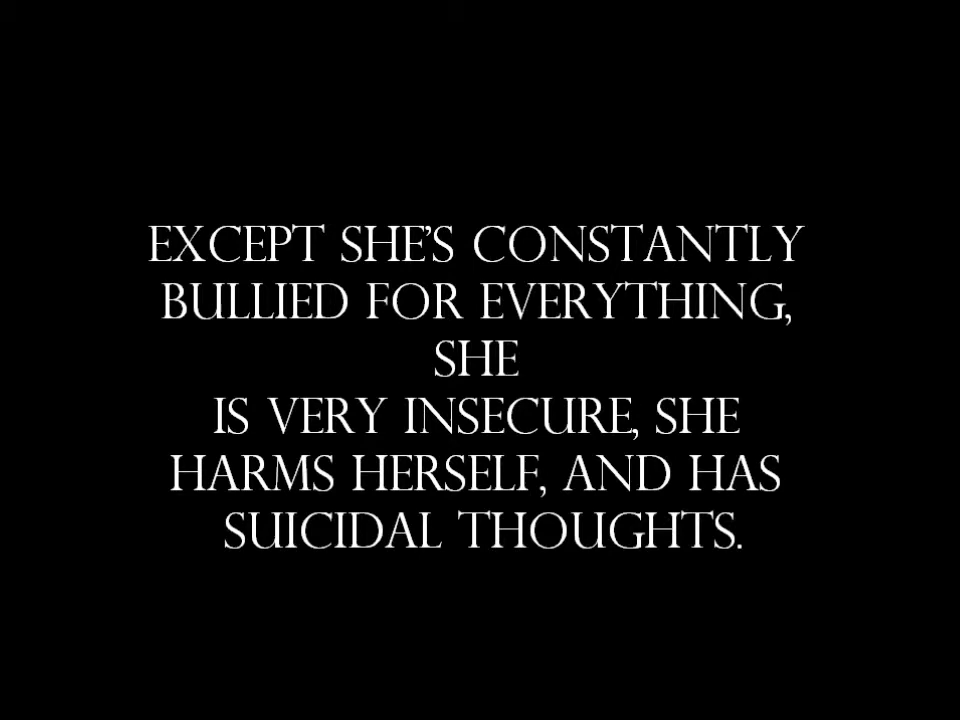 EXCEPT SHE'S CONSTANTLY
BULLIED FOR EVERYTHING,
SHE
IS VERY INSECURE, SHE
HARMS HERSELF, AND HAS
SUICIDAL THOUGHTS.